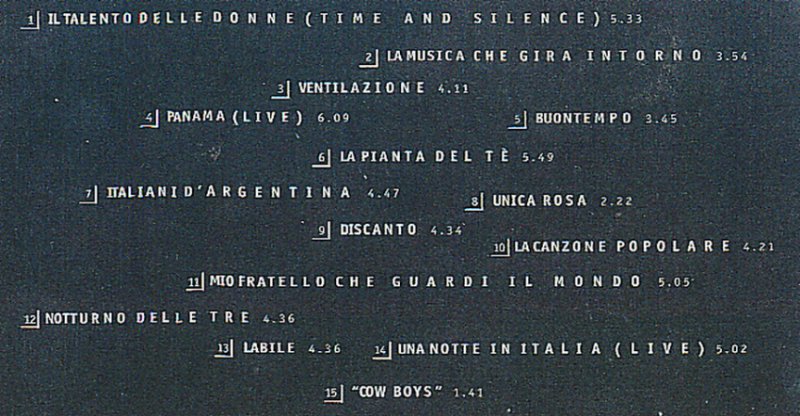 1 IL TALENTO DELLE DONNE (TIME AND SILENCE) 5.33
2 LA MUSICA CHE GIRA INTORNO 3.54
3 VENTILAZIONE 4.11
4 PANAMA (LIVE) 6.09
5 BUONTEMPO 3.45
6 LA PIANTA DEL TÈ 5.49
7 ITALIANI D'ARGENTINA 4.47
8 UNICA ROSA 2.22
9 DISCANTO 4.34
10 LA CANZONE POPOLARE 4.21
11 MIO FRATELLO CHE GUARDI IL MONDO 5.05
12 NOTTURNO DELLE TRE 4.36
13 LABILE 4.36
14 UNA NOTTE IN ITALIA (LIVE) 5.02
15 "COW BOYS" 1.41